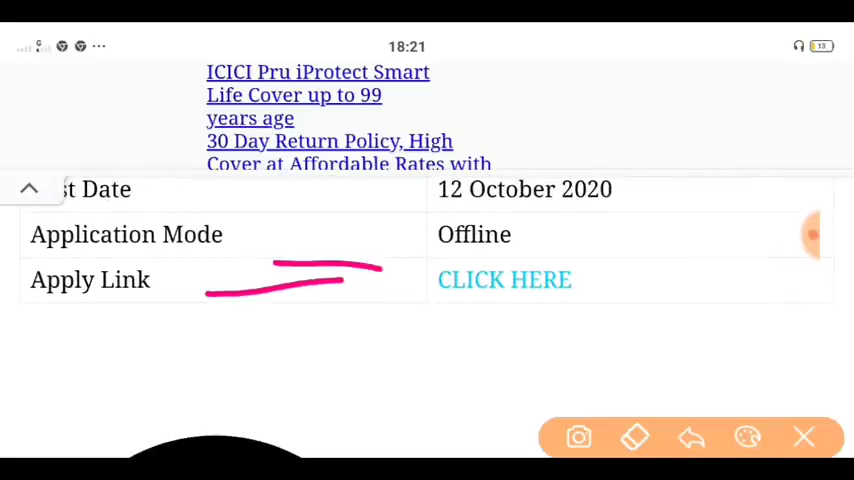 G
18:21
13
ICICI Pru iProtect Smart
Life Cover up to 99
years age
30 Day Return Policy, High
Cover at Affordable Rates with
st Date 12 October 2020
Application Mode Offline
Apply Link CLICK HERE